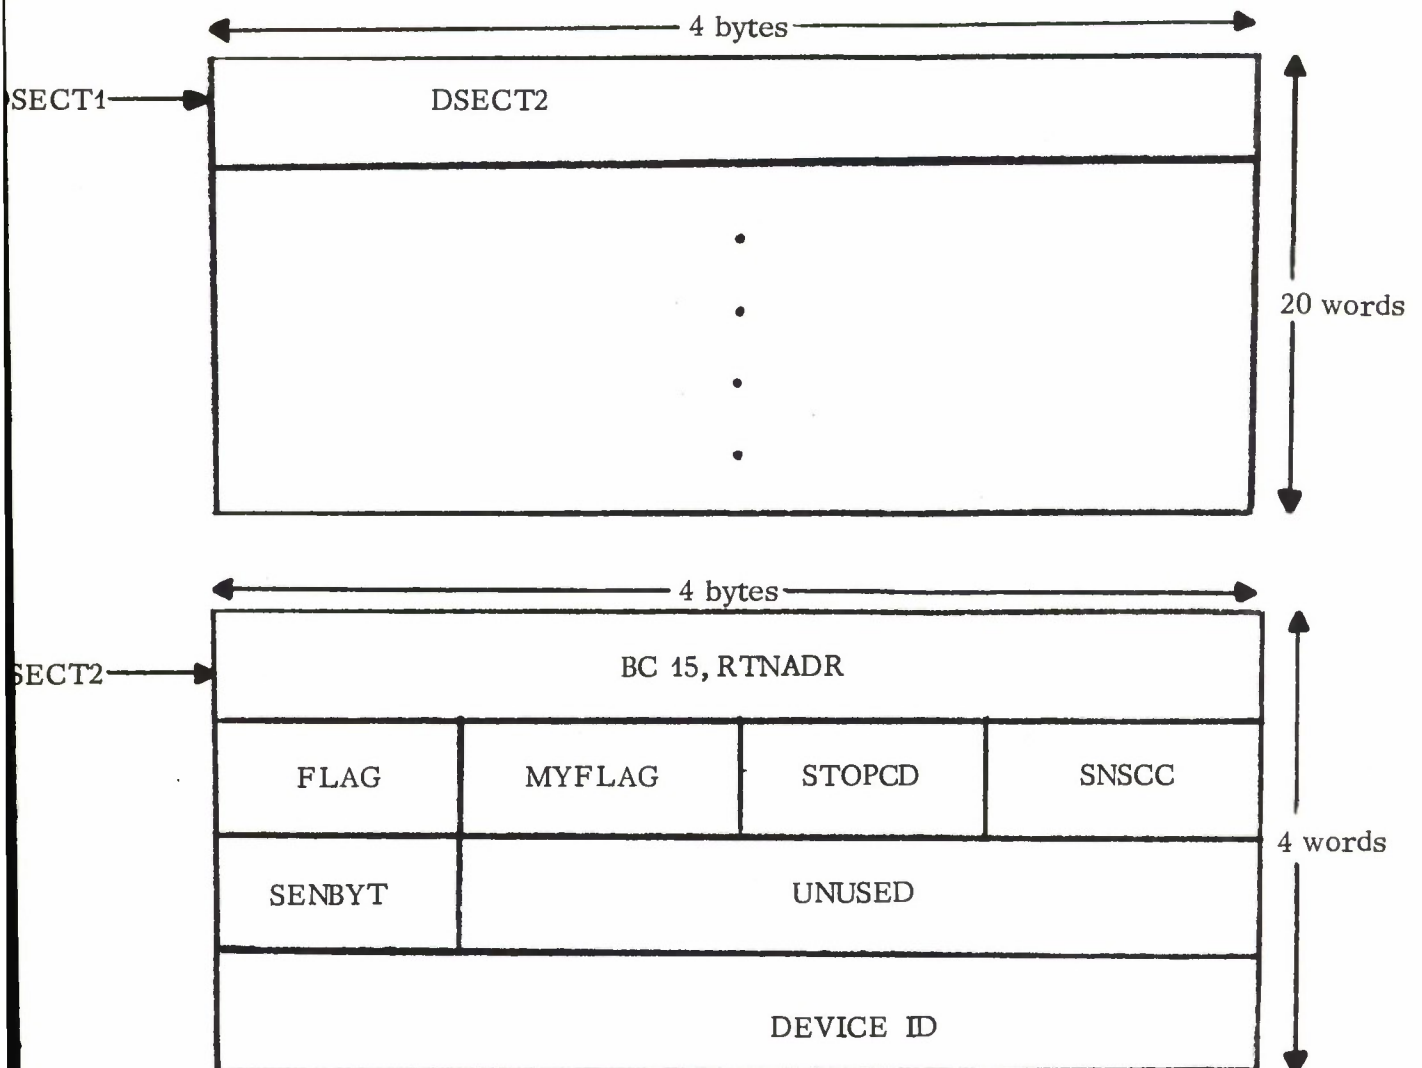 4 bytes
SECT1
DSECT2
20 words
4 bytes
SECT2
BC 15, RTNADR
FLAG MYFLAG STOPCD SNSCC
4 words
SENBYT UNUSED
DEVICE ID